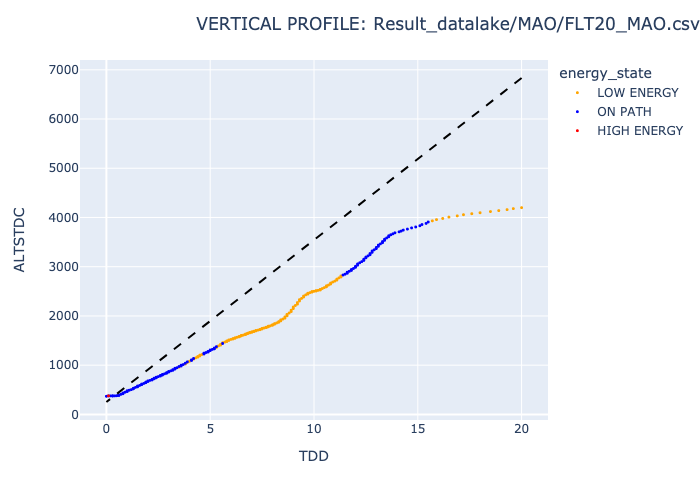 VERTICAL PROFILE: Result_datalake/MAO/FLT20_MAO.csv
energy_state
LOW ENERGY
ON PATH
HIGH ENERGY
ALTSTDC
7000
6000
5000
4000
3000
2000
1000
0
0
5
10
15
20
TDD